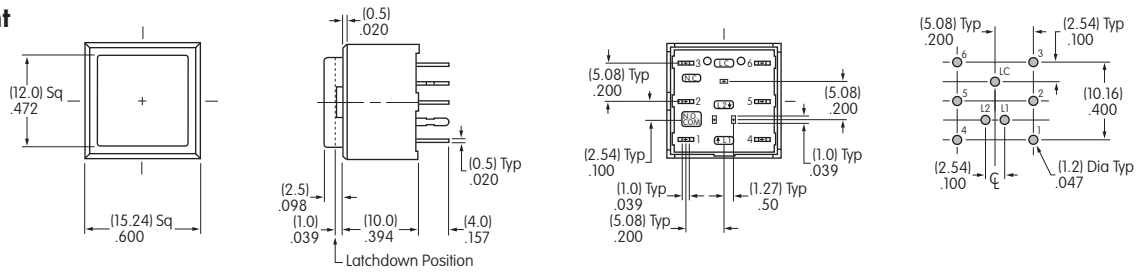 nt
(12.0) Sq
.472
(15.24) Sq
.600
(0.5)
.020
(0.5) Typ
.020
(2.5)
.098
(1.0)
.039
(10.0)
.394
(4.0)
.157
Latchdown Position
(5.08) Typ
.200
(2.54) Typ
.100
(1.0) Typ
.039
(5.08) Typ
.200
3
LC
6
N.C
2
L2
5
N.O.
COM
1
L1
4
(5.08)
.200
(1.0) Typ
.039
(1.27) Typ
.50
(5.08) Typ
.200
(2.54) Typ
.100
6
3
LC
5
2
L2
L1
4
1
(10.16)
.400
(2.54)
.100
℄
(1.2) Dia Typ
.047